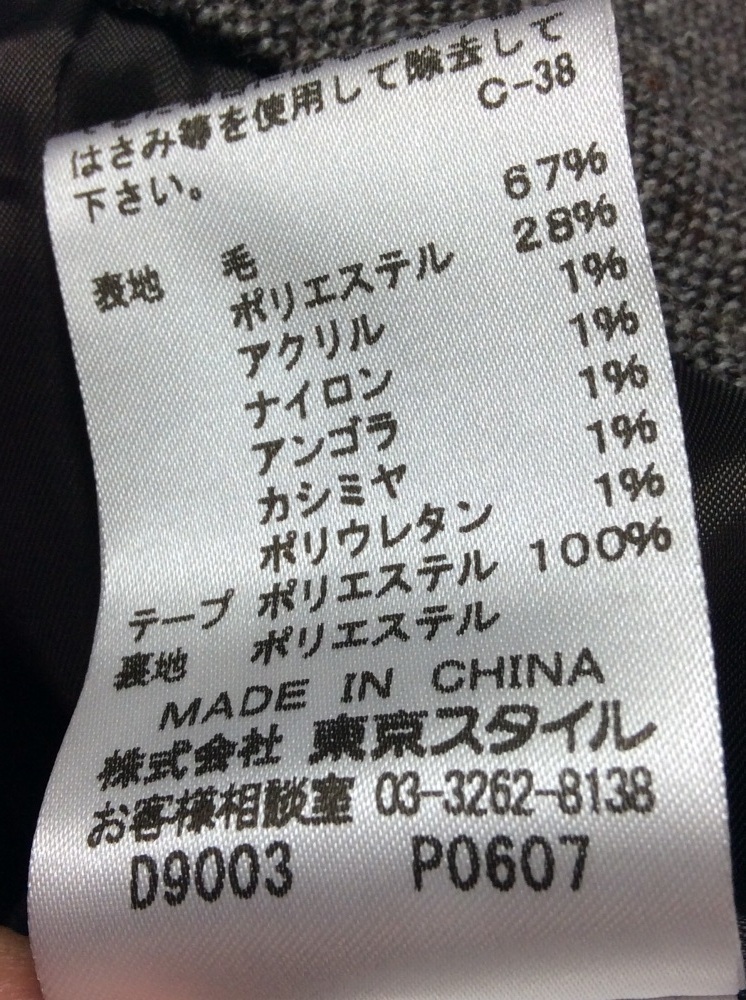 はさみ等を使用して除去して
下さい。 C-38
表地 毛 67%
ポリエステル 28%
アクリル 1%
ナイロン 1%
アンゴラ 1%
カシミヤ 1%
ポリウレタン 1%
テープ ポリエステル 100%
裏地 ポリエステル
MADE IN CHINA
株式会社 東京スタイル
お客様相談室 03-3262-8138
D9003 P0607